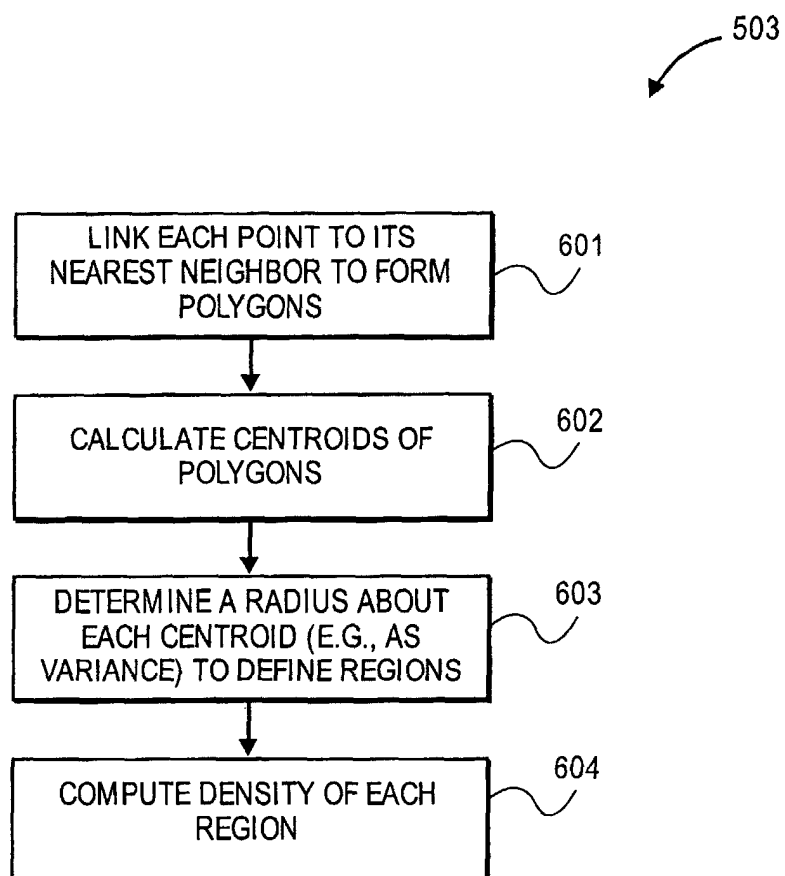 503
LINK EACH POINT TO ITS
NEAREST NEIGHBOR TO FORM
POLYGONS
601
CALCULATE CENTROIDS OF
POLYGONS
602
DETERMINE A RADIUS ABOUT
EACH CENTROID (E.G., AS
VARIANCE) TO DEFINE REGIONS
603
COMPUTE DENSITY OF EACH
REGION
604